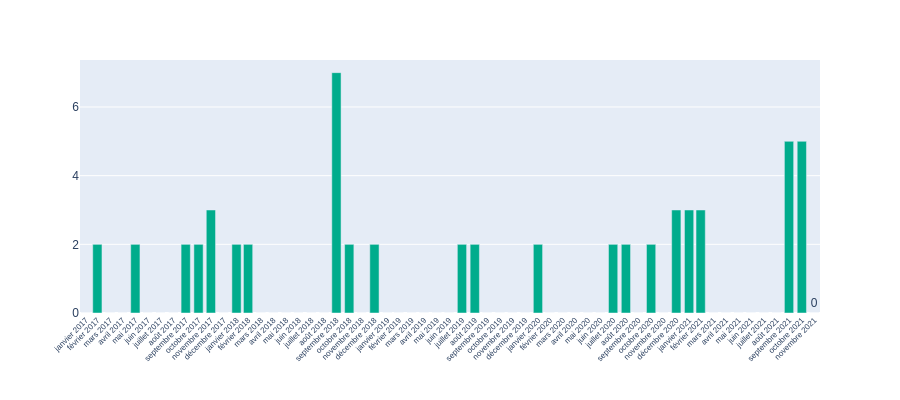 6
4
2
0
0
janvier 2017
février 2017
mars 2017
avril 2017
mai 2017
juin 2017
juillet 2017
août 2017
septembre 2017
octobre 2017
novembre 2017
décembre 2017
janvier 2018
février 2018
mars 2018
avril 2018
mai 2018
juin 2018
juillet 2018
août 2018
septembre 2018
octobre 2018
novembre 2018
décembre 2018
janvier 2019
février 2019
mars 2019
avril 2019
mai 2019
juin 2019
juillet 2019
août 2019
septembre 2019
octobre 2019
novembre 2019
décembre 2019
janvier 2020
février 2020
mars 2020
avril 2020
mai 2020
juin 2020
juillet 2020
août 2020
septembre 2020
octobre 2020
novembre 2020
décembre 2020
janvier 2021
février 2021
mars 2021
avril 2021
mai 2021
juin 2021
juillet 2021
août 2021
septembre 2021
octobre 2021
novembre 2021